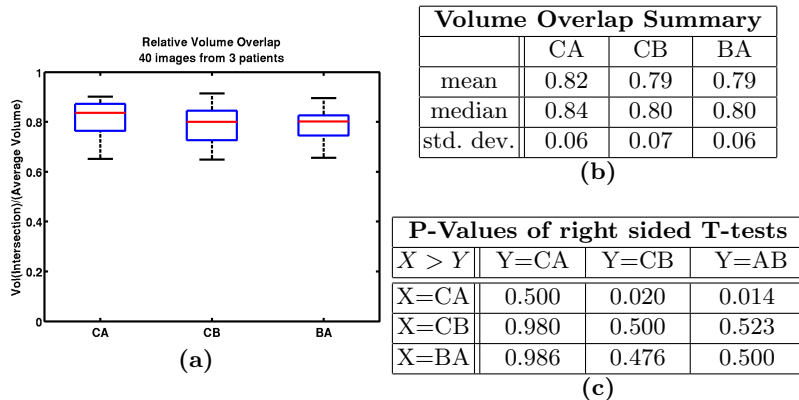 Relative Volume Overlap
40 images from 3 patients
Vol(Intersection)/(Average Volume)
1
0.8
0.6
0.4
0.2
0
CA CB BA
(a)
Volume Overlap Summary
CA CB BA
mean 0.82 0.79 0.79
median 0.84 0.80 0.80
std. dev. 0.06 0.07 0.06
(b)
P-Values of right sided T-tests
X > Y Y=CA Y=CB Y=AB
X=CA 0.500 0.020 0.014
X=CB 0.980 0.500 0.523
X=BA 0.986 0.476 0.500
(c)